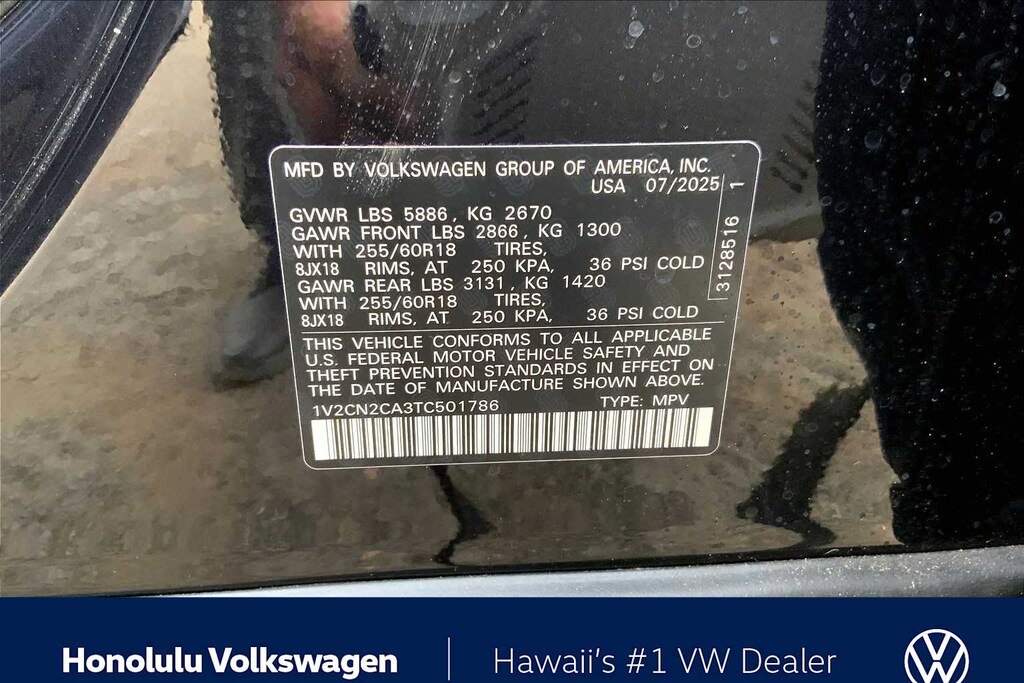 MFD BY VOLKSWAGEN GROUP OF AMERICA, INC.
USA 07/2025
GVWR LBS 5886, KG 2670
GAWR FRONT LBS 2866, KG 1300
WITH 255/60R18 TIRES,
8JX18 RIMS, AT 250 KPA, 36 PSI COLD
GAWR REAR LBS 3131, KG 1420
WITH 255/60R18 TIRES,
8JX18 RIMS, AT 250 KPA, 36 PSI COLD
3128516 1
THIS VEHICLE CONFORMS TO ALL APPLICABLE
U.S. FEDERAL MOTOR VEHICLE SAFETY AND
THEFT PREVENTION STANDARDS IN EFFECT ON
THE DATE OF MANUFACTURE SHOWN ABOVE.
1V2CN2CA3TC501786 TYPE: MPV
Honolulu Volkswagen | Hawaii's #1 VW Dealer